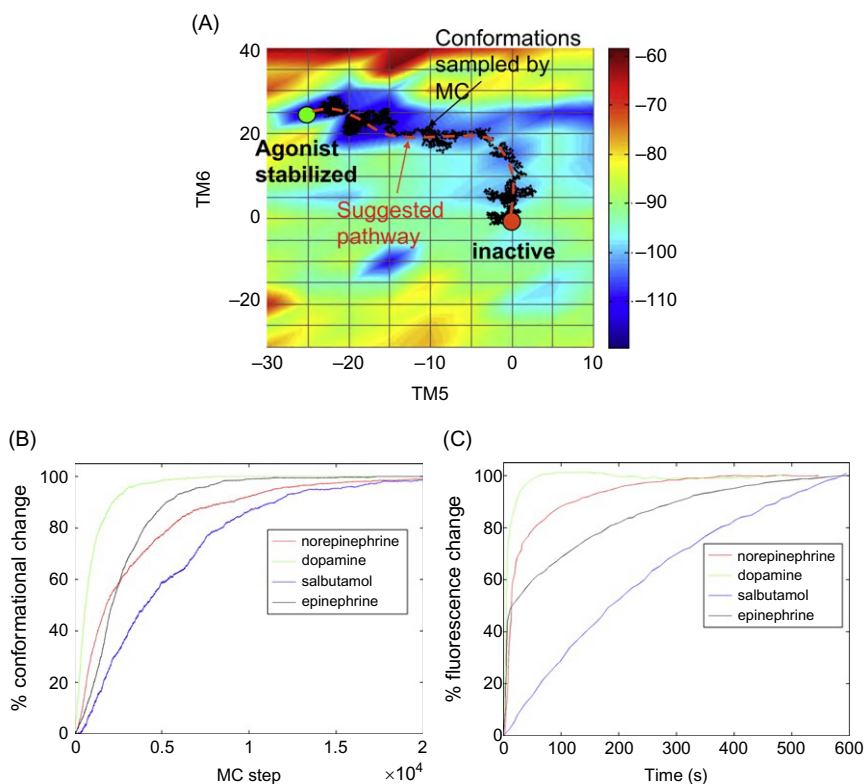 (A)
Conformations
sampled by
MC
40
20
0
–20
TM6
Agonist
stabilized
Suggested
pathway
inactive
–30
–20
–10
0
10
TM5
–60
–70
–80
–90
–100
–110
(B)
100
80
60
40
20
0
% conformational change
norepinephrine
dopamine
salbutamol
epinephrine
0
0.5
1
1.5
2
MC step
×10⁴
(C)
100
80
60
40
20
0
% fluorescence change
norepinephrine
dopamine
salbutamol
epinephrine
0
100
200
300
400
500
600
Time (s)